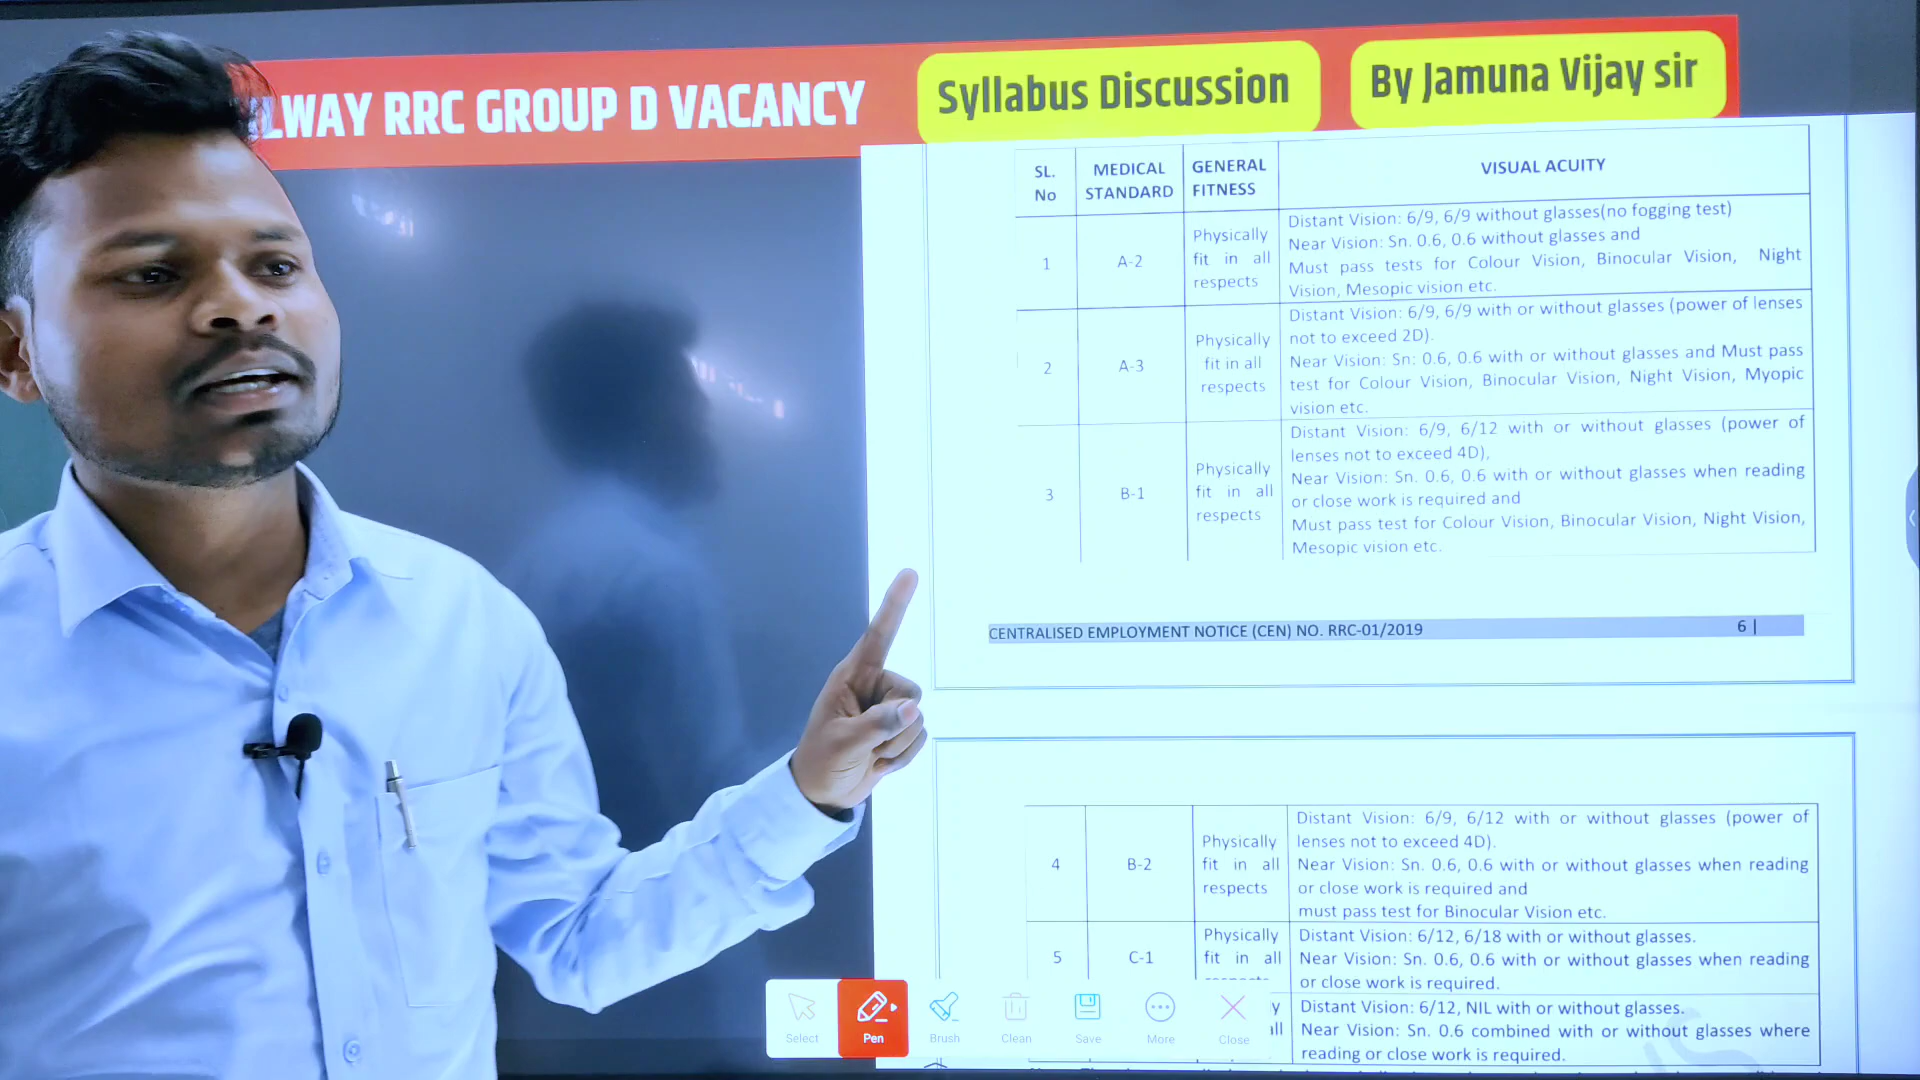 LWAY RRC GROUP D VACANCY
Syllabus Discussion
By Jamuna Vijay sir
SL. No
MEDICAL STANDARD
GENERAL FITNESS
VISUAL ACUITY
1
A-2
Physically fit in all respects
Distant Vision: 6/9, 6/9 without glasses(no fogging test)
Near Vision: Sn. 0.6, 0.6 without glasses and
Must pass tests for Colour Vision, Binocular Vision, Night
Vision, Mesopic vision etc.
2
A-3
Physically fit in all respects
Distant Vision: 6/9, 6/9 with or without glasses (power of lenses
not to exceed 2D).
Near Vision: Sn: 0.6, 0.6 with or without glasses and Must pass
test for Colour Vision, Binocular Vision, Night Vision, Myopic
vision etc.
3
B-1
Physically fit in all respects
Distant Vision: 6/9, 6/12 with or without glasses (power of
lenses not to exceed 4D),
Near Vision: Sn. 0.6, 0.6 with or without glasses when reading
or close work is required and
Must pass test for Colour Vision, Binocular Vision, Night Vision,
Mesopic vision etc.
CENTRALISED EMPLOYMENT NOTICE (CEN) NO. RRC-01/2019
6 |
4
B-2
Physically fit in all respects
Distant Vision: 6/9, 6/12 with or without glasses (power of
lenses not to exceed 4D).
Near Vision: Sn. 0.6, 0.6 with or without glasses when reading
or close work is required and
must pass test for Binocular Vision etc.
5
C-1
Physically fit in all
Distant Vision: 6/12, 6/18 with or without glasses.
Near Vision: Sn. 0.6, 0.6 with or without glasses when reading
or close work is required.
y
ll
Distant Vision: 6/12, NIL with or without glasses.
Near Vision: Sn. 0.6 combined with or without glasses where
reading or close work is required.
Select
Pen
Brush
Clean
Save
More
Close